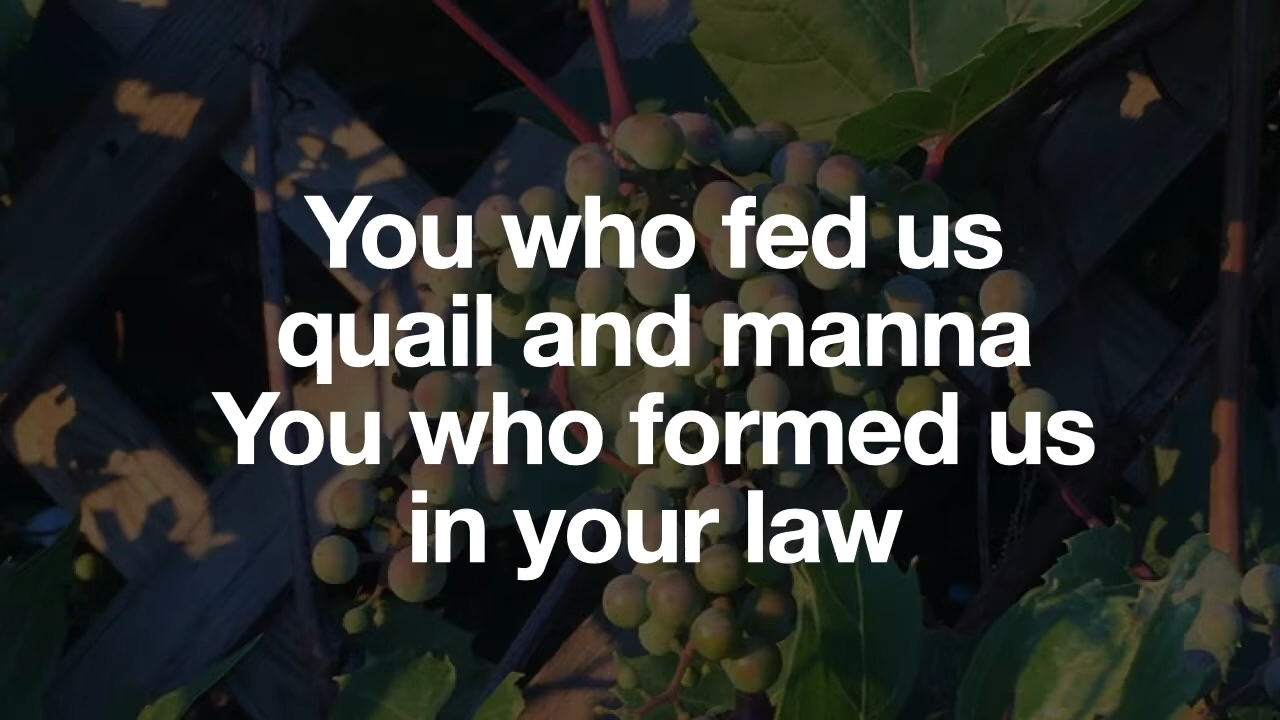 You who fed us
quail and manna
You who formed us
in your law